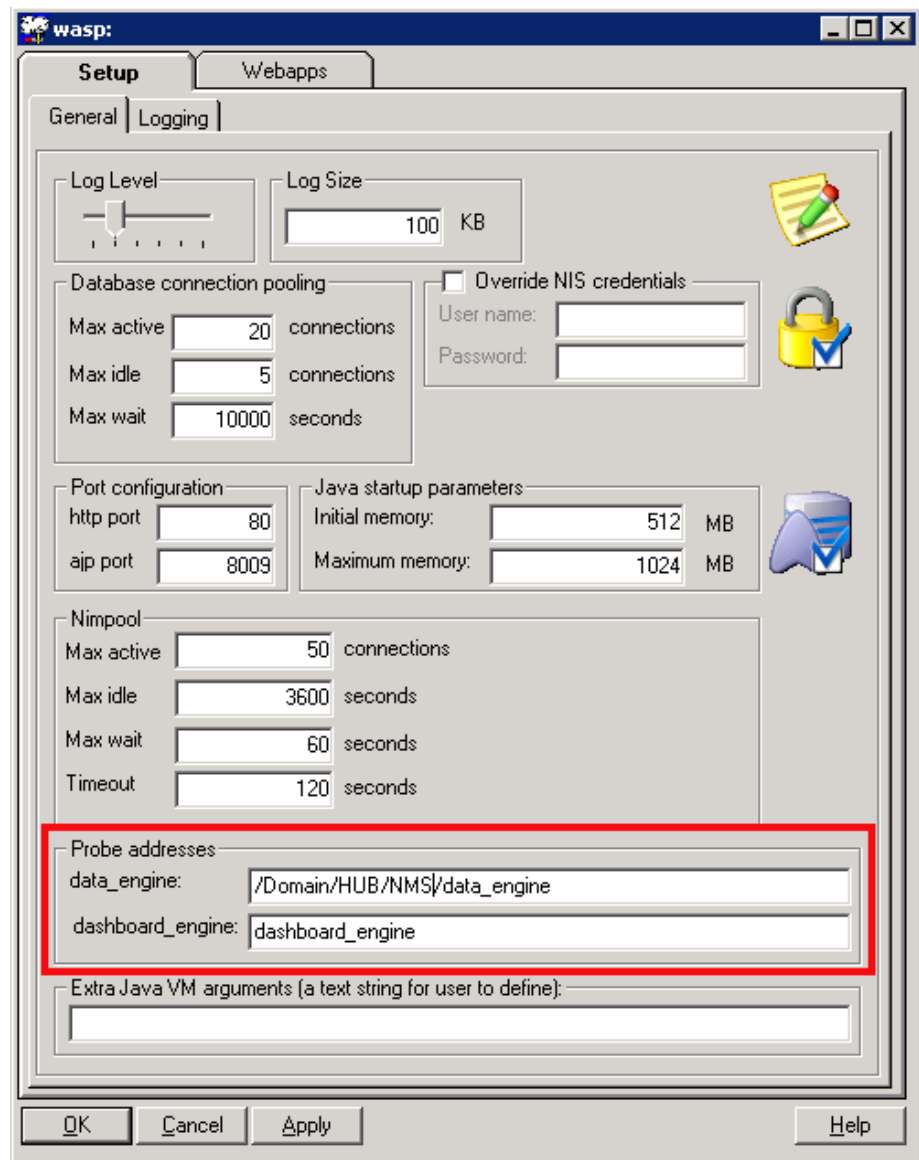 wasp:
Setup
Webapps
General
Logging
Log Level
Log Size
100 KB
Database connection pooling
Max active 20 connections
Max idle 5 connections
Max wait 10000 seconds
Override NIS credentials
User name:
Password:
Port configuration
http port 80
ajp port 8009
Java startup parameters
Initial memory: 512 MB
Maximum memory: 1024 MB
Nimpool
Max active 50 connections
Max idle 3600 seconds
Max wait 60 seconds
Timeout 120 seconds
Probe addresses
data_engine: /Domain/HUB/NMS/data_engine
dashboard_engine: dashboard_engine
Extra Java VM arguments (a text string for user to define):
OK Cancel Apply Help